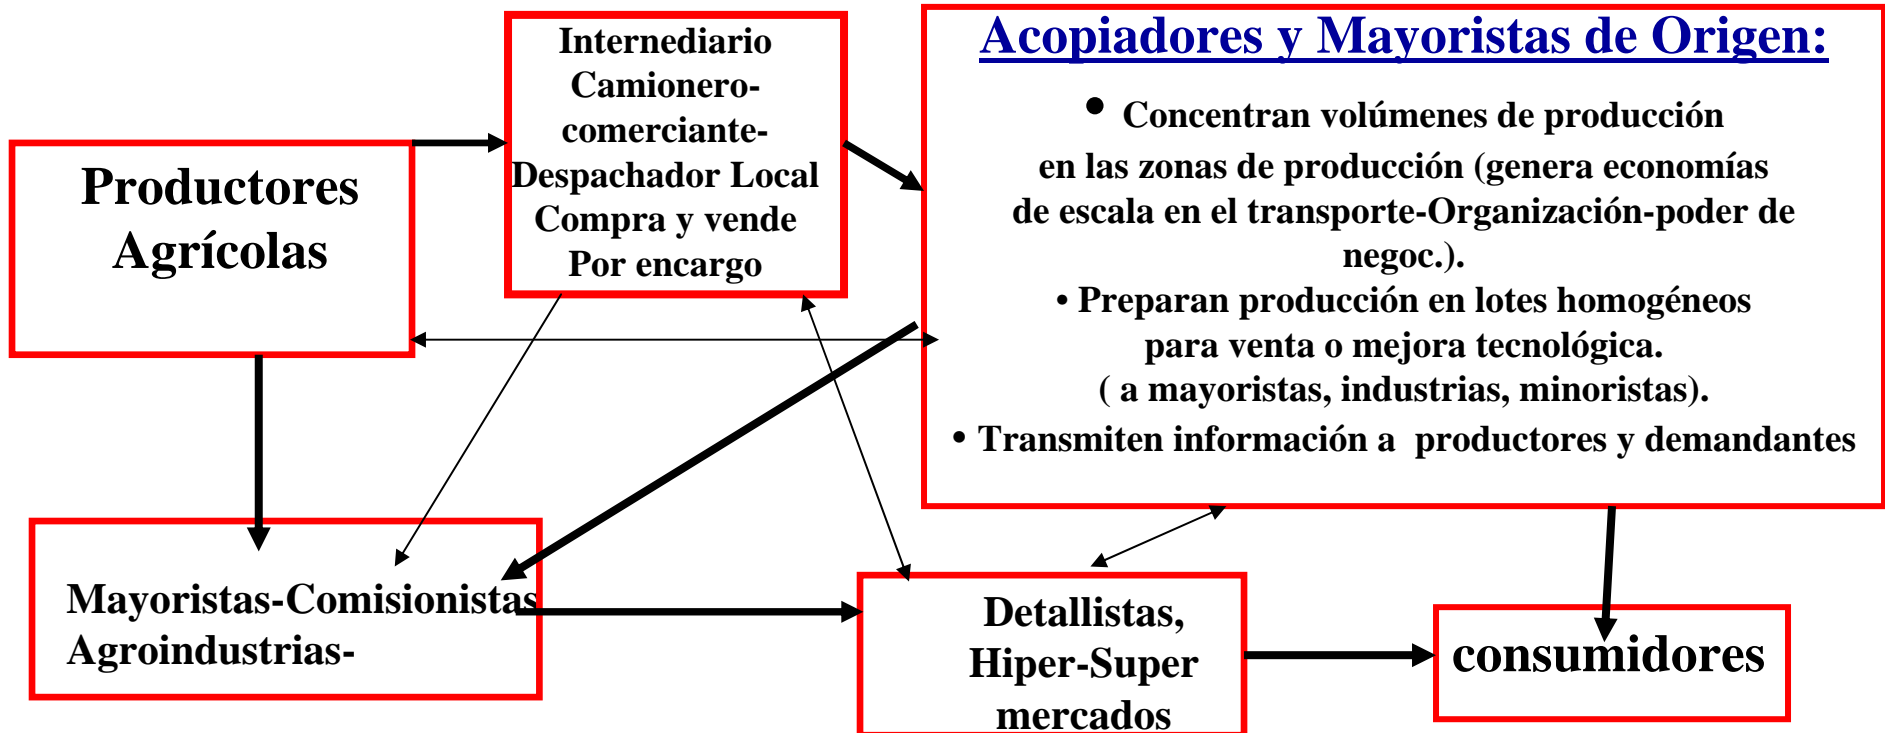 Productores
Agrícolas
Internediario
Camionero-
comerciante-
Despachador Local
Compra y vende
Por encargo
Acopiadores y Mayoristas de Origen:
• Concentran volúmenes de producción
en las zonas de producción (genera economías
de escala en el transporte-Organización-poder de
negoc.).
• Preparan producción en lotes homogéneos
para venta o mejora tecnológica.
( a mayoristas, industrias, minoristas).
• Transmiten información a productores y demandantes
Mayoristas-Comisionistas
Agroindustrias-
Detallistas,
Hiper-Super
mercados
consumidores